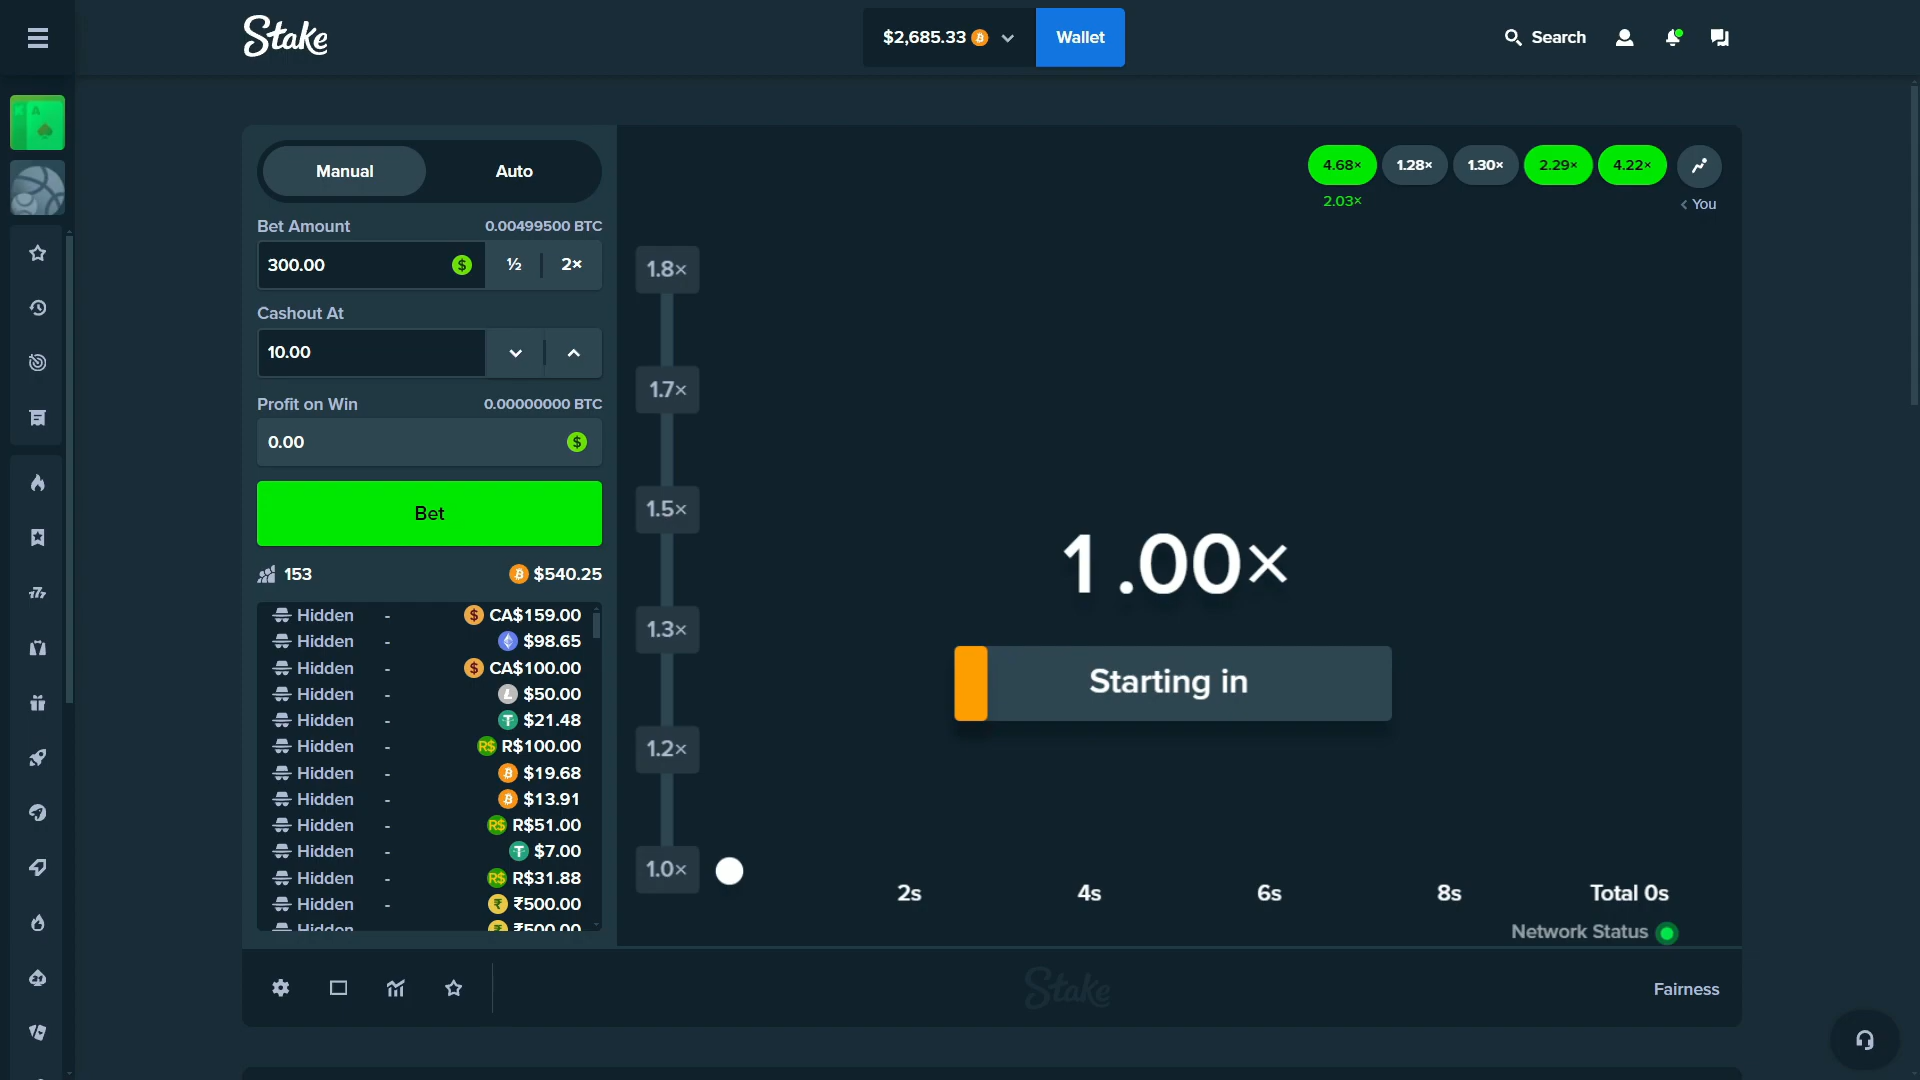 Stake
$2,685.33
Wallet
Search
Manual
Auto
4.68×
1.28×
1.30×
2.29×
4.22×
2.03×
You
Bet Amount
0.00499500 BTC
300.00
½
2×
Cashout At
10.00
Profit on Win
0.00000000 BTC
0.00
Bet
153
$540.25
Hidden - CA$159.00
Hidden - $98.65
Hidden - CA$100.00
Hidden - $50.00
Hidden - $21.48
Hidden - R$100.00
Hidden - $19.68
Hidden - $13.91
Hidden - R$51.00
Hidden - $7.00
Hidden - R$31.88
Hidden - ₹500.00
Hidden ₹500.00
1.8×
1.7×
1.5×
1.3×
1.2×
1.0×
1.00×
Starting in
2s
4s
6s
8s
Total 0s
Network Status
Stake
Fairness